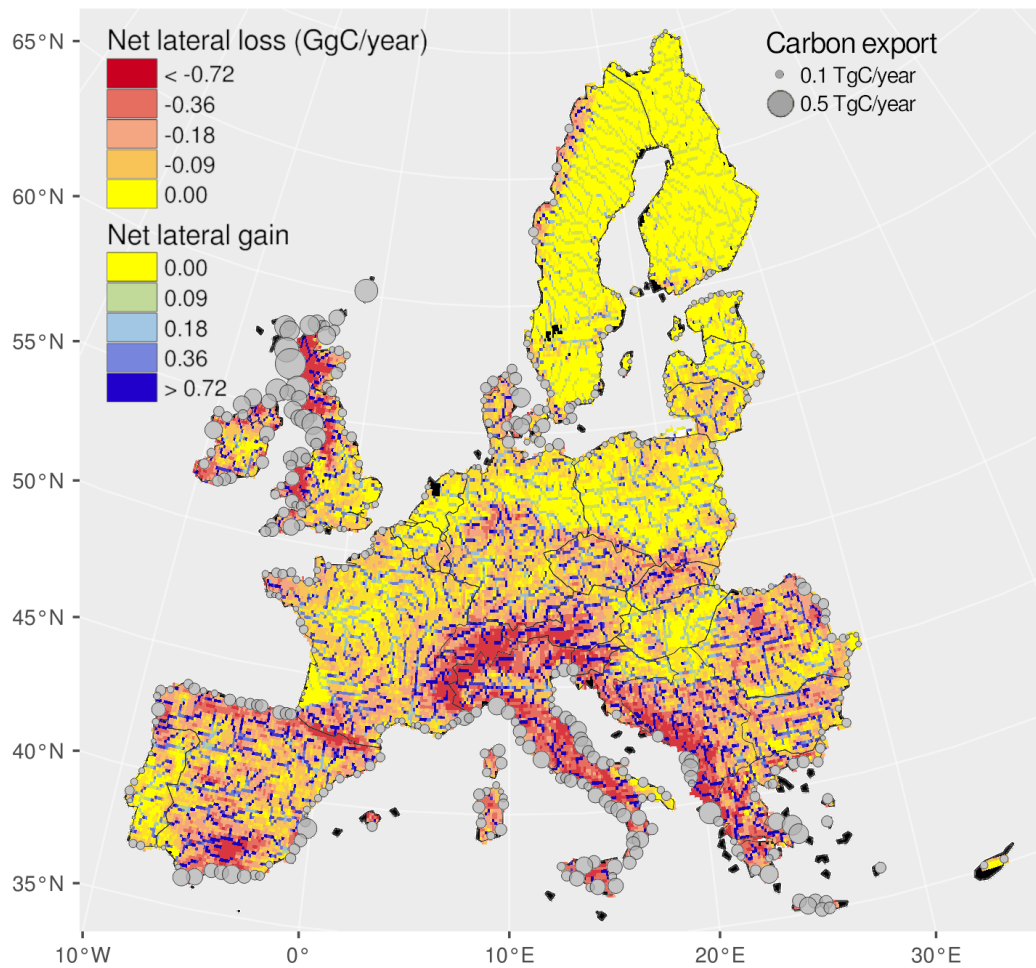 Net lateral loss (GgC/year)
< -0.72
-0.36
-0.18
-0.09
0.00
Net lateral gain
0.00
0.09
0.18
0.36
> 0.72
Carbon export
0.1 TgC/year
0.5 TgC/year
65°N
60°N
55°N
50°N
45°N
40°N
35°N
10°W 0° 10°E 20°E 30°E